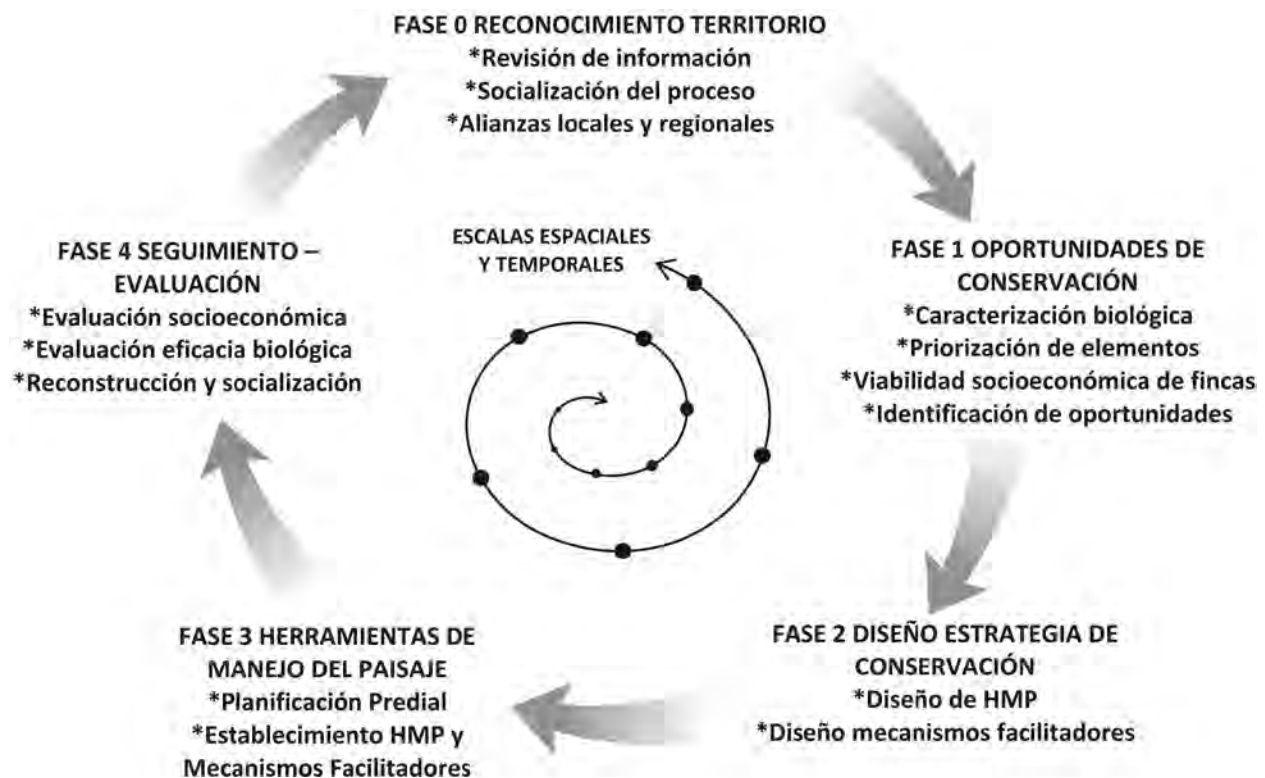 FASE 0 RECONOCIMIENTO TERRITORIO
*Revisión de información
*Socialización del proceso
*Alianzas locales y regionales
FASE 1 OPORTUNIDADES DE
CONSERVACIÓN
*Caracterización biológica
*Priorización de elementos
*Viabilidad socioeconómica de fincas
*Identificación de oportunidades
FASE 2 DISEÑO ESTRATEGIA DE
CONSERVACIÓN
*Diseño de HMP
*Diseño mecanismos facilitadores
FASE 3 HERRAMIENTAS DE
MANEJO DEL PAISAJE
*Planificación Predial
*Establecimiento HMP y
Mecanismos Facilitadores
FASE 4 SEGUIMIENTO –
EVALUACIÓN
*Evaluación socioeconómica
*Evaluación eficacia biológica
*Reconstrucción y socialización
ESCALAS ESPACIALES
Y TEMPORALES